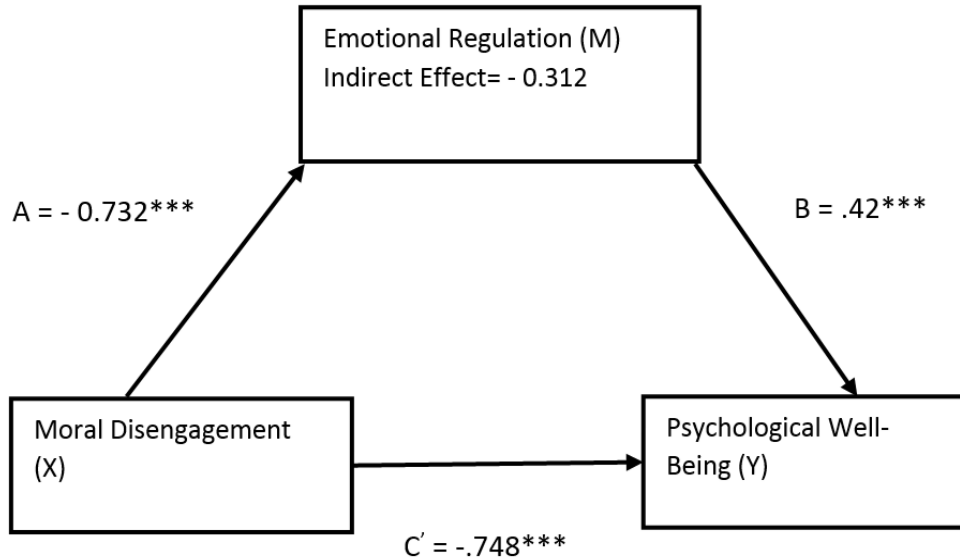 Emotional Regulation (M)
Indirect Effect= - 0.312
A = - 0.732***
B = .42***
Moral Disengagement
(X)
Psychological Well-
Being (Y)
C′ = -.748***